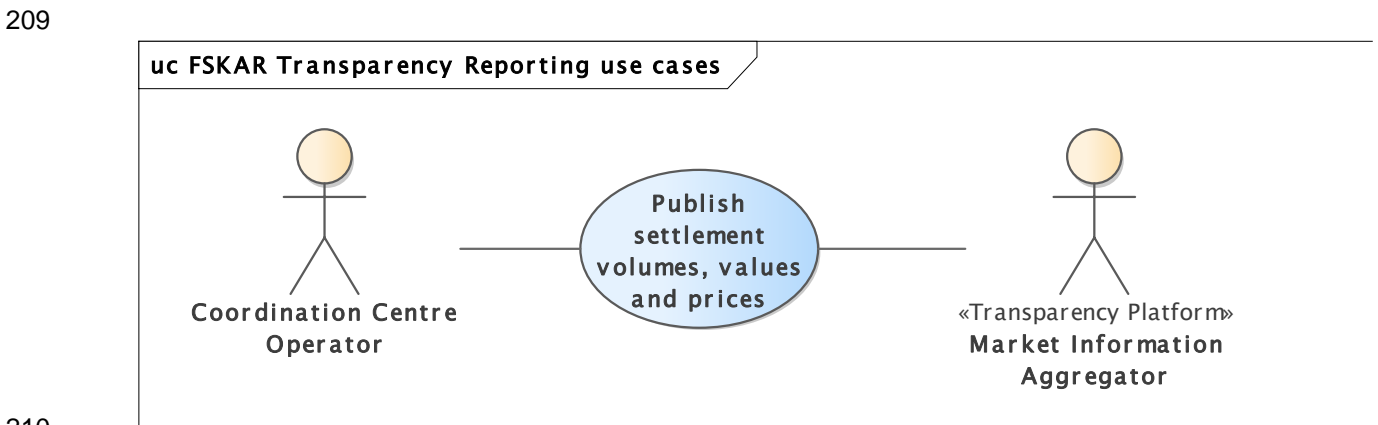 209
uc FSKAR Transparency Reporting use cases
Publish
settlement
volumes, values
and prices
Coordination Centre
Operator
«Transparency Platform»
Market Information
Aggregator
210